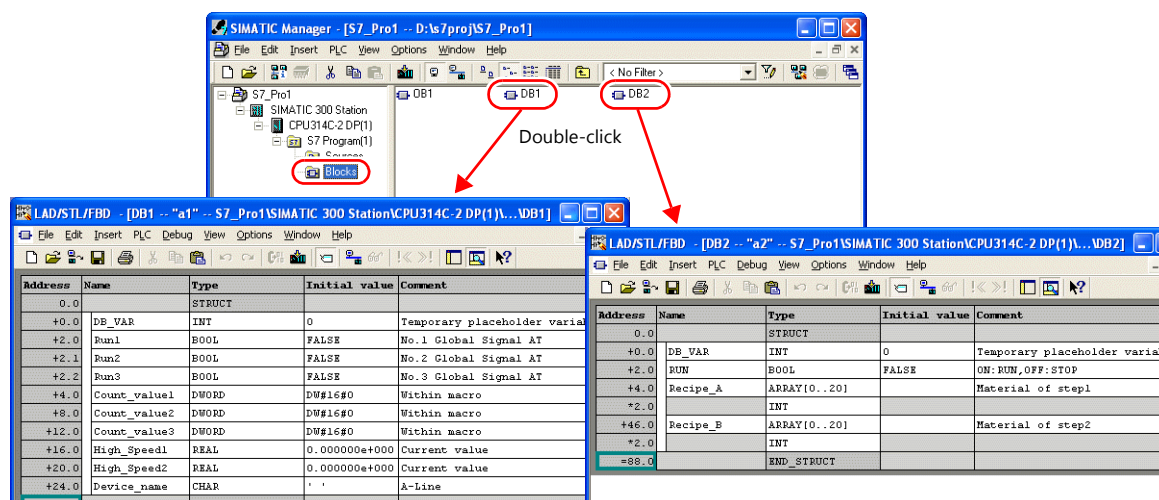 SIMATIC Manager - [S7_Pro1 -- D:\s7proj\S7_Pro1]
File Edit Insert PLC View Options Window Help
< No Filter >
S7_Pro1
SIMATIC 300 Station
CPU314C-2 DP(1)
S7 Program(1)
Sources
Blocks
OB1 DB1 DB2
Double-click
LAD/STL/FBD - [DB1 -- "a1" -- S7_Pro1\SIMATIC 300 Station\CPU314C-2 DP(1)\...\DB1]
File Edit Insert PLC Debug View Options Window Help
Address Name Type Initial value Comment
0.0 STRUCT
+0.0 DB_VAR INT 0 Temporary placeholder varia
+2.0 Run1 BOOL FALSE No.1 Global Signal AT
+2.1 Run2 BOOL FALSE No.2 Global Signal AT
+2.2 Run3 BOOL FALSE No.3 Global Signal AT
+4.0 Count_value1 DWORD DW#16#0 Within macro
+8.0 Count_value2 DWORD DW#16#0 Within macro
+12.0 Count_value3 DWORD DW#16#0 Within macro
+16.0 High_Speed1 REAL 0.000000e+000 Current value
+20.0 High_Speed2 REAL 0.000000e+000 Current value
+24.0 Device_name CHAR ' ' A-Line
LAD/STL/FBD - [DB2 -- "a2" -- S7_Pro1\SIMATIC 300 Station\CPU314C-2 DP(1)\...\DB2]
File Edit Insert PLC Debug View Options Window Help
Address Name Type Initial value Comment
0.0 STRUCT
+0.0 DB_VAR INT 0 Temporary placeholder varia
+2.0 RUN BOOL FALSE ON:RUN,OFF:STOP
+4.0 Recipe_A ARRAY[0..20] Material of step1
*2.0 INT
+46.0 Recipe_B ARRAY[0..20] Material of step2
*2.0 INT
=88.0 END_STRUCT